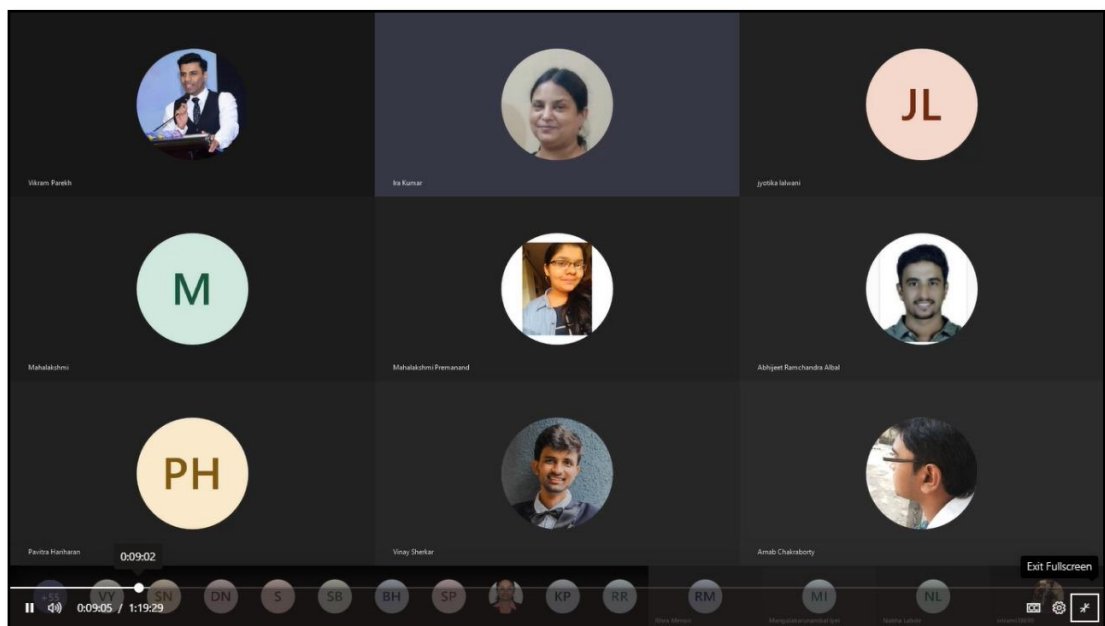 JL
Vikram Parekh
Ira Kumar
jyotika lalwani
M
Mahalakshmi
Mahalakshmi Premanand
Abhijeet Ramchandra Albal
PH
Pavitra Hariharan
Vinay Sherkar
Arnab Chakraborty
0:09:02
Exit Fullscreen
+55
VY
SN
DN
S
SB
BH
SP
KP
RR
RM
MI
NL
0:09:05 / 1:19:29